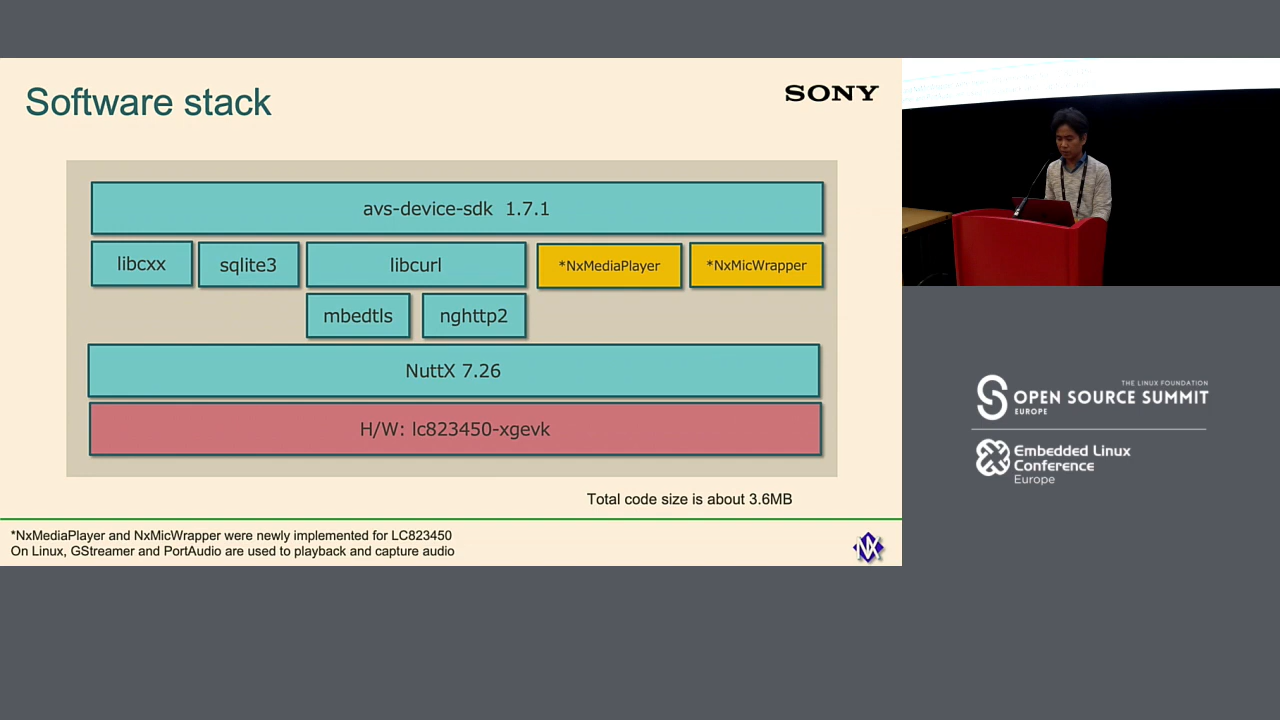 Software stack
SONY
avs-device-sdk 1.7.1
libcxx
sqlite3
libcurl
*NxMediaPlayer
*NxMicWrapper
mbedtls
nghttp2
NuttX 7.26
H/W: lc823450-xgevk
Total code size is about 3.6MB
*NxMediaPlayer and NxMicWrapper were newly implemented for LC823450
On Linux, GStreamer and PortAudio are used to playback and capture audio
NX
THE LINUX FOUNDATION
OPEN SOURCE SUMMIT
EUROPE
Embedded Linux
Conference
Europe